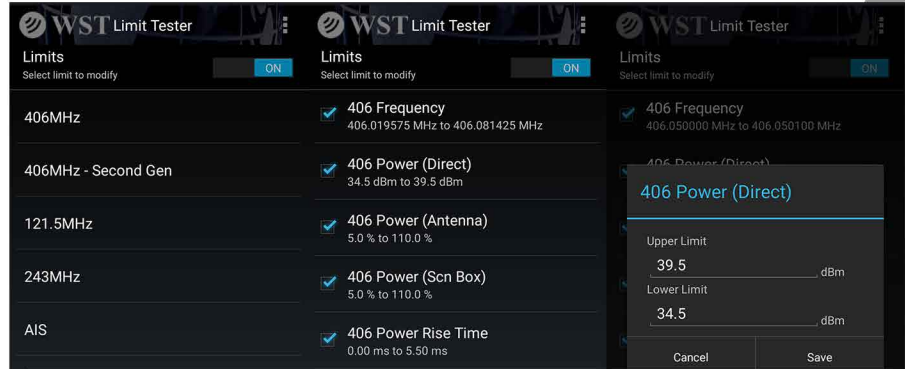 WST Limit Tester
Limits
Select limit to modify
ON
406MHz
406MHz - Second Gen
121.5MHz
243MHz
AIS
WST Limit Tester
Limits
Select limit to modify
ON
406 Frequency
406.019575 MHz to 406.081425 MHz
406 Power (Direct)
34.5 dBm to 39.5 dBm
406 Power (Antenna)
5.0 % to 110.0 %
406 Power (Scn Box)
5.0 % to 110.0 %
406 Power Rise Time
0.00 ms to 5.50 ms
WST Limit Tester
Limits
Select limit to modify
ON
406 Frequency
406.050000 MHz to 406.050100 MHz
406 Power (Direct)
406 Power (Direct)
Upper Limit
39.5 dBm
Lower Limit
34.5 dBm
Cancel Save